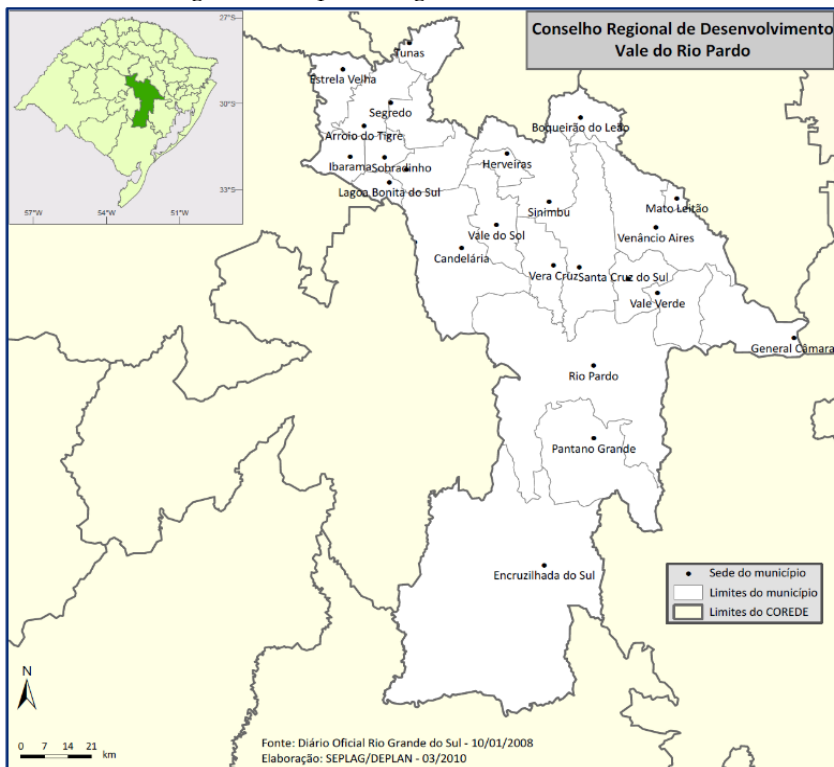 Conselho Regional de Desenvolvimento
Vale do Rio Pardo
27°S
30°S
33°S
57°W
54°W
51°W
Tunas
Estrela Velha
Segredo
Boqueirão do Leão
Arroio do Tigre
Ibarama
Sobradinho
Herveiras
Lagoa Bonita do Sul
Sinimbu
Mato Leitão
Vale do Sol
Venâncio Aires
Candelária
Vera Cruz
Santa Cruz do Sul
Vale Verde
General Câmara
Rio Pardo
Pantano Grande
Encruzilhada do Sul
Sede do município
Limites do município
Limites do COREDE
N
0 7 14 21
km
Fonte: Diário Oficial Rio Grande do Sul - 10/01/2008
Elaboração: SEPLAG/DEPLAN - 03/2010